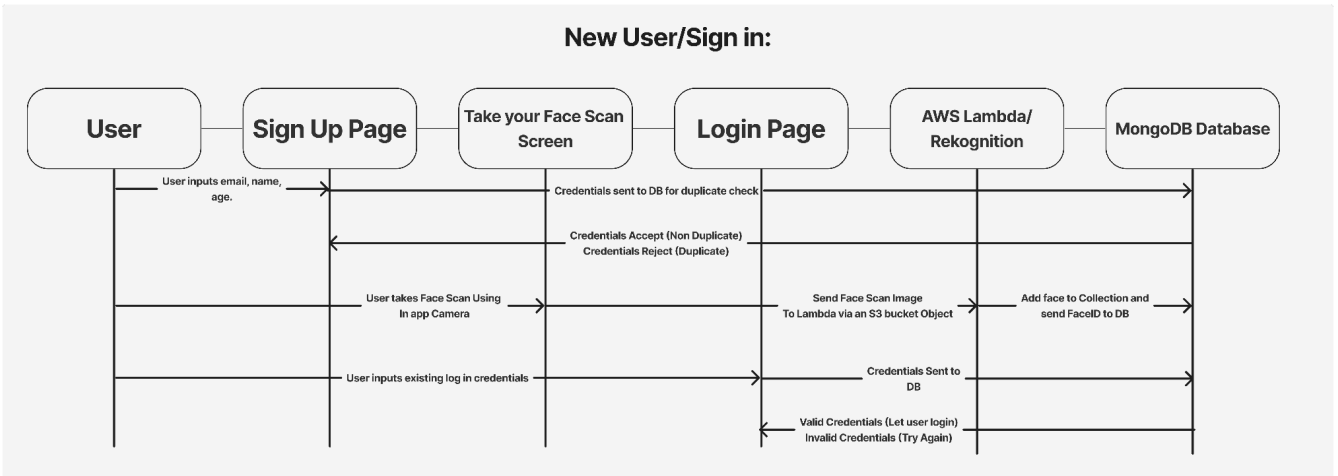 New User/Sign in:
User
Sign Up Page
Take your Face Scan
Screen
Login Page
AWS Lambda/
Rekognition
MongoDB Database
User inputs email, name,
age.
Credentials sent to DB for duplicate check
Credentials Accept (Non Duplicate)
Credentials Reject (Duplicate)
User takes Face Scan Using
In app Camera
Send Face Scan Image
To Lambda via an S3 bucket Object
Add face to Collection and
send FaceID to DB
User inputs existing log in credentials
Credentials Sent to
DB
Valid Credentials (Let user login)
Invalid Credentials (Try Again)